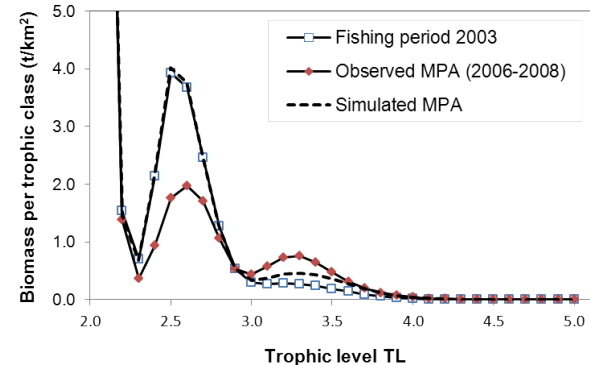 Biomass per trophic class (t/km²)
5.0
4.0
3.0
2.0
1.0
0.0
Fishing period 2003
Observed MPA (2006-2008)
Simulated MPA
2.0 2.5 3.0 3.5 4.0 4.5 5.0
Trophic level TL